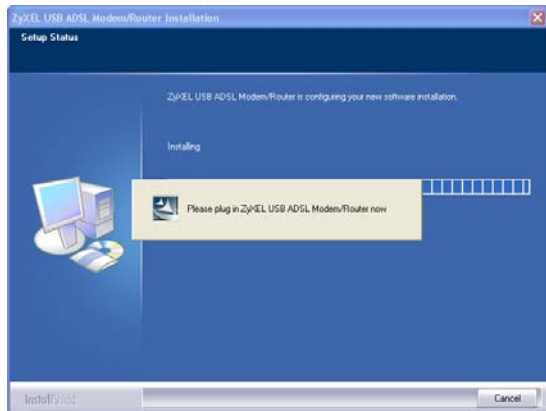 ZyXEL USB ADSL Modem/Router Installation
Setup Status
ZyXEL USB ADSL Modem/Router is configuring your new software installation.
Installing
Please plug in ZyXEL USB ADSL Modem/Router now
InstallShield
Cancel